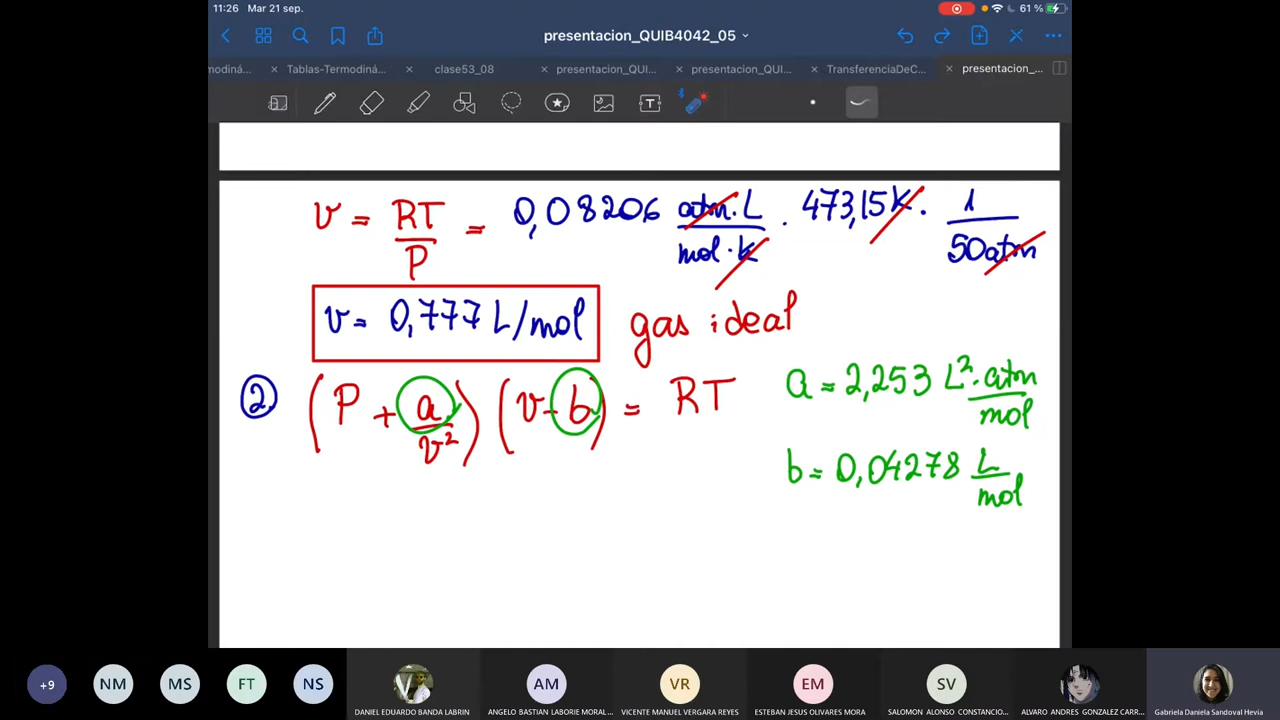 11:26 Mar 21 sep.
61 %
presentacion_QUIB4042_05
rmodiná...
Tablas-Termodiná...
clase53_08
presentacion_QUI...
presentacion_QUI...
TransferenciaDeC...
presentacion_...
v = RT/P = 0,08206 atm·L/mol·K · 473,15K · 1/50atm
v = 0,777 L/mol gas ideal
2. (P + a/v²) (v - b) = RT
a = 2,253 L²·atm/mol
b = 0,04278 L/mol
+9
NM
MS
FT
NS
AM
VR
EM
SV
DANIEL EDUARDO BANDA LABRIN
ANGELO BASTIAN LABORIE MORAL...
VICENTE MANUEL VERGARA REYES
ESTEBAN JESUS OLIVARES MORA
SALOMON ALONSO CONSTANCIO...
ALVARO ANDRES GONZALEZ CARR...
Gabriela Daniela Sandoval Hevia